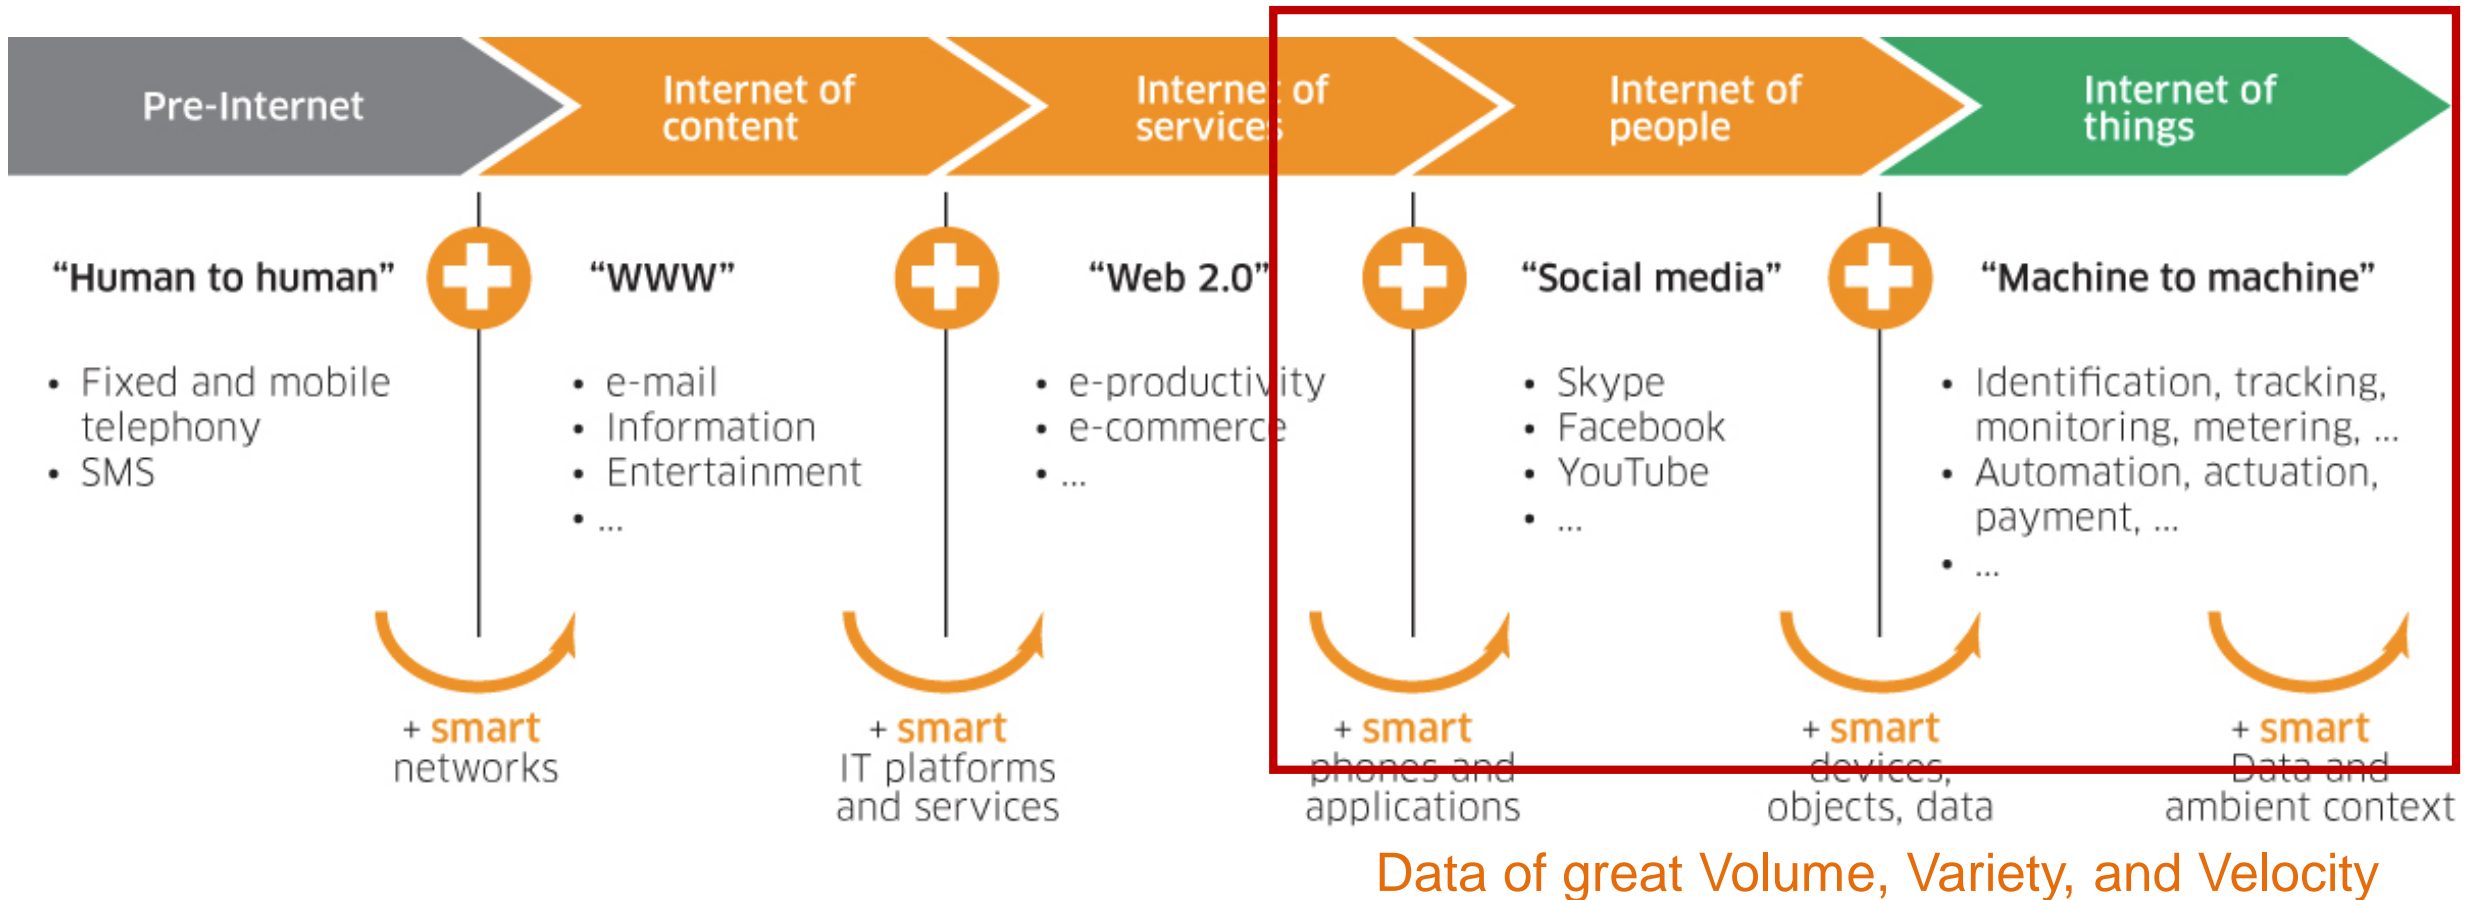 Pre-Internet
Internet of
content
Internet of
services
Internet of
people
Internet of
things
“Human to human”
“WWW”
“Web 2.0”
“Social media”
“Machine to machine”
• Fixed and mobile
telephony
• SMS
• e-mail
• Information
• Entertainment
• ...
• e-productivity
• e-commerce
• ...
• Skype
• Facebook
• YouTube
• ...
• Identification, tracking,
monitoring, metering, ...
• Automation, actuation,
payment, ...
• ...
+ smart
networks
+ smart
IT platforms
and services
+ smart
phones and
applications
+ smart
devices,
objects, data
+ smart
Data and
ambient context
Data of great Volume, Variety, and Velocity